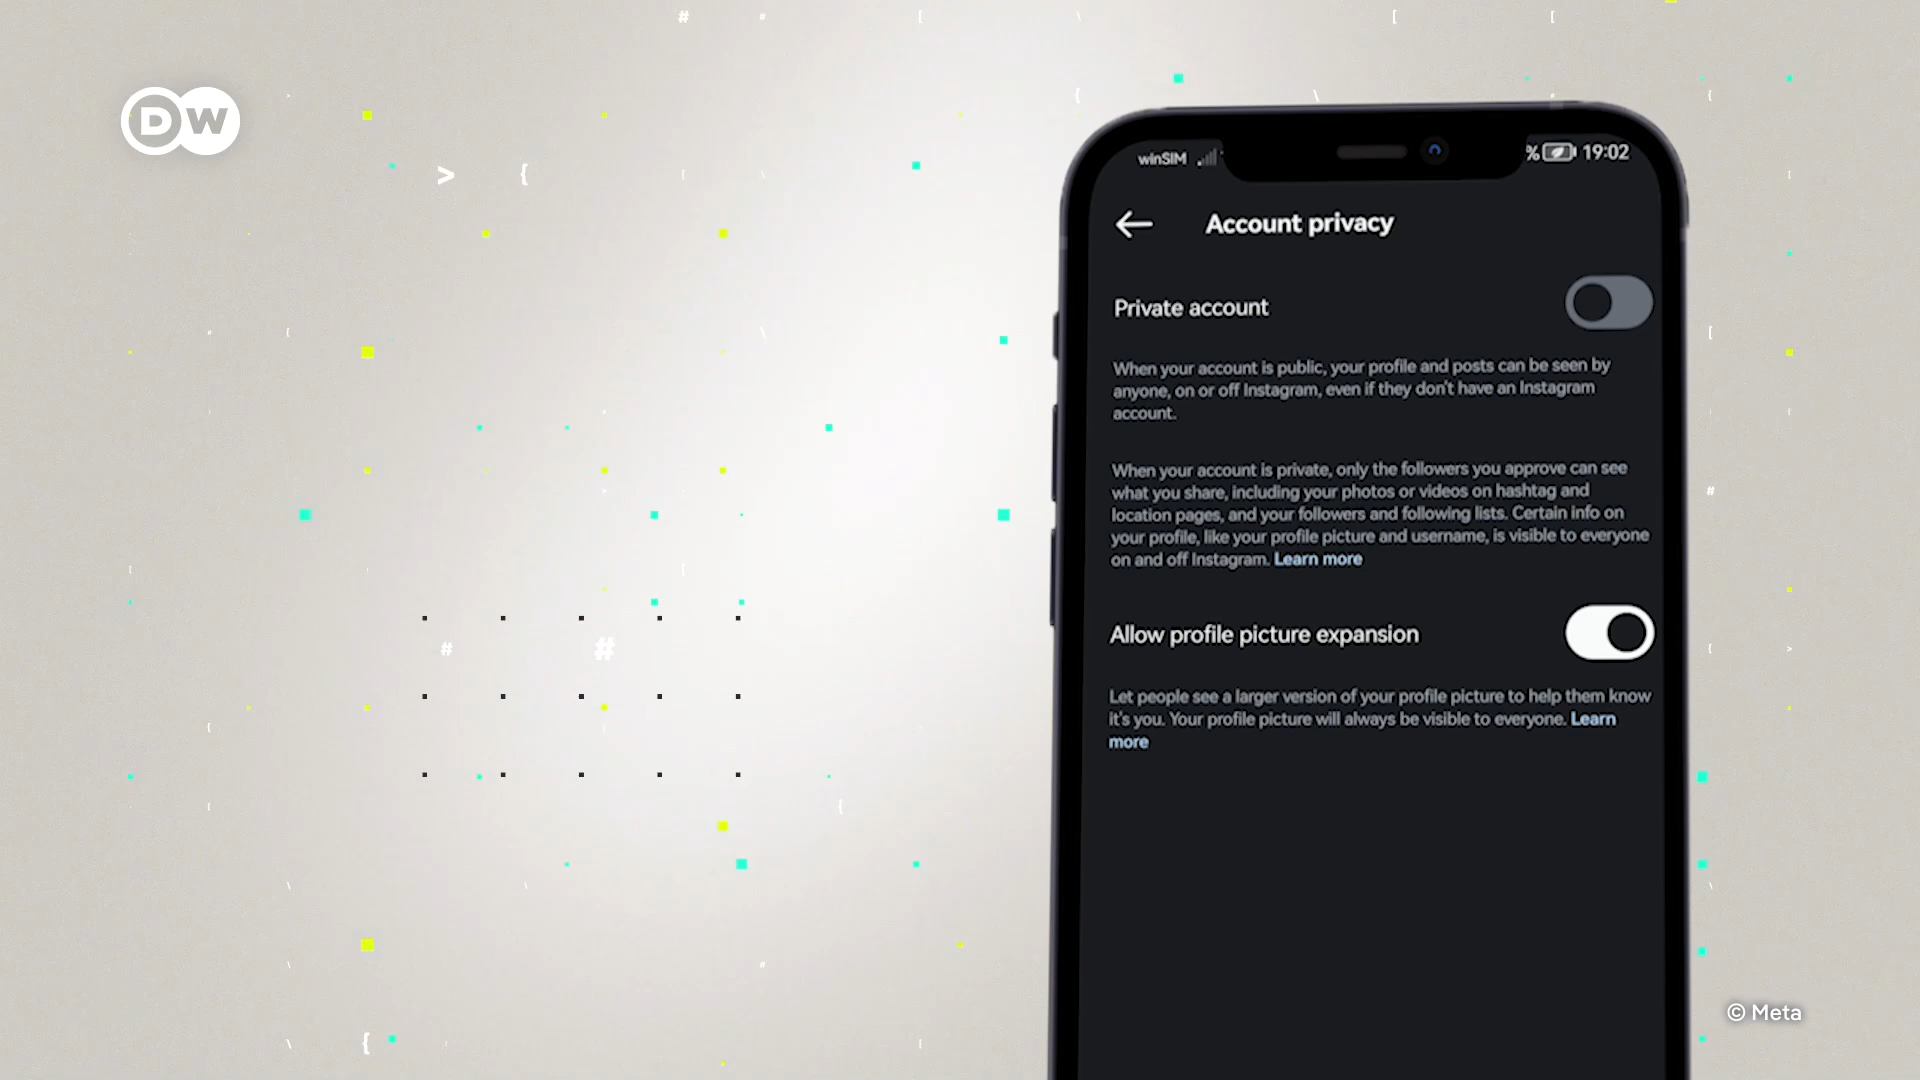 DW
winSIM
% 19:02
Account privacy
Private account
When your account is public, your profile and posts can be seen by
anyone, on or off Instagram, even if they don't have an Instagram
account.
When your account is private, only the followers you approve can see
what you share, including your photos or videos on hashtag and
location pages, and your followers and following lists. Certain info on
your profile, like your profile picture and username, is visible to everyone
on and off Instagram. Learn more
Allow profile picture expansion
Let people see a larger version of your profile picture to help them know
it's you. Your profile picture will always be visible to everyone. Learn
more
© Meta